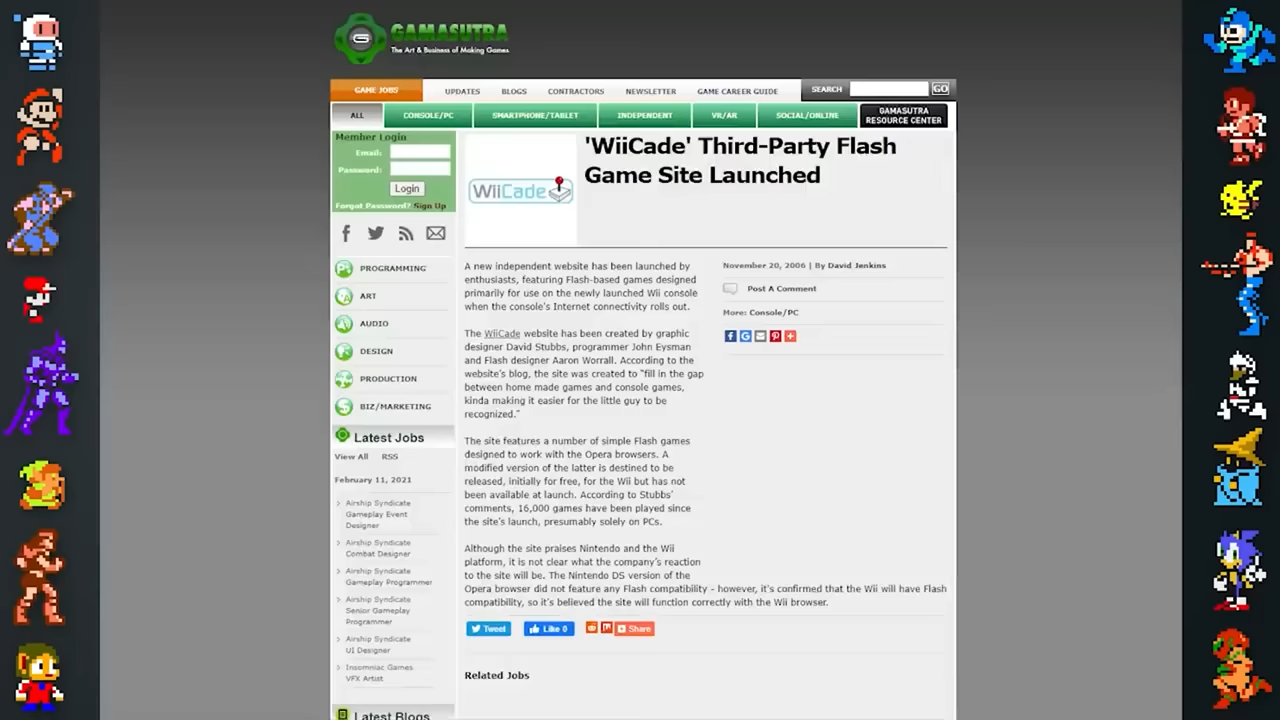 GAMASUTRA
The Art & Business of Making Games
GAME JOBS
UPDATES
BLOGS
CONTRACTORS
NEWSLETTER
GAME CAREER GUIDE
SEARCH
GO
ALL
CONSOLE/PC
SMARTPHONE/TABLET
INDEPENDENT
VR/AR
SOCIAL/ONLINE
GAMASUTRA
RESOURCE CENTER
Member Login
Email:
Password:
Login
Forgot Password? Sign Up
PROGRAMMING
ART
AUDIO
DESIGN
PRODUCTION
BIZ/MARKETING
Latest Jobs
View All RSS
February 11, 2021
Airship Syndicate
Gameplay Event
Designer
Airship Syndicate
Combat Designer
Airship Syndicate
Gameplay Programmer
Airship Syndicate
Senior Gameplay
Programmer
Airship Syndicate
UI Designer
Insomniac Games
VFX Artist
Latest Blogs
WiiCade
'WiiCade' Third-Party Flash
Game Site Launched
A new independent website has been launched by
enthusiasts, featuring Flash-based games designed
primarily for use on the newly launched Wii console
when the console's Internet connectivity rolls out.
The WiiCade website has been created by graphic
designer David Stubbs, programmer John Eysman
and Flash designer Aaron Worrall. According to the
website's blog, the site was created to "fill in the gap
between home made games and console games,
kinda making it easier for the little guy to be
recognized."
The site features a number of simple Flash games
designed to work with the Opera browsers. A
modified version of the latter is destined to be
released, initially for free, for the Wii but has not
been available at launch. According to Stubbs'
comments, 16,000 games have been played since
the site's launch, presumably solely on PCs.
Although the site praises Nintendo and the Wii
platform, it is not clear what the company's reaction
to the site will be. The Nintendo DS version of the
Opera browser did not feature any Flash compatibility - however, it's confirmed that the Wii will have Flash
compatibility, so it's believed the site will function correctly with the Wii browser.
November 20, 2006 | By David Jenkins
Post A Comment
More: Console/PC
Tweet
Like 0
Share
Related Jobs